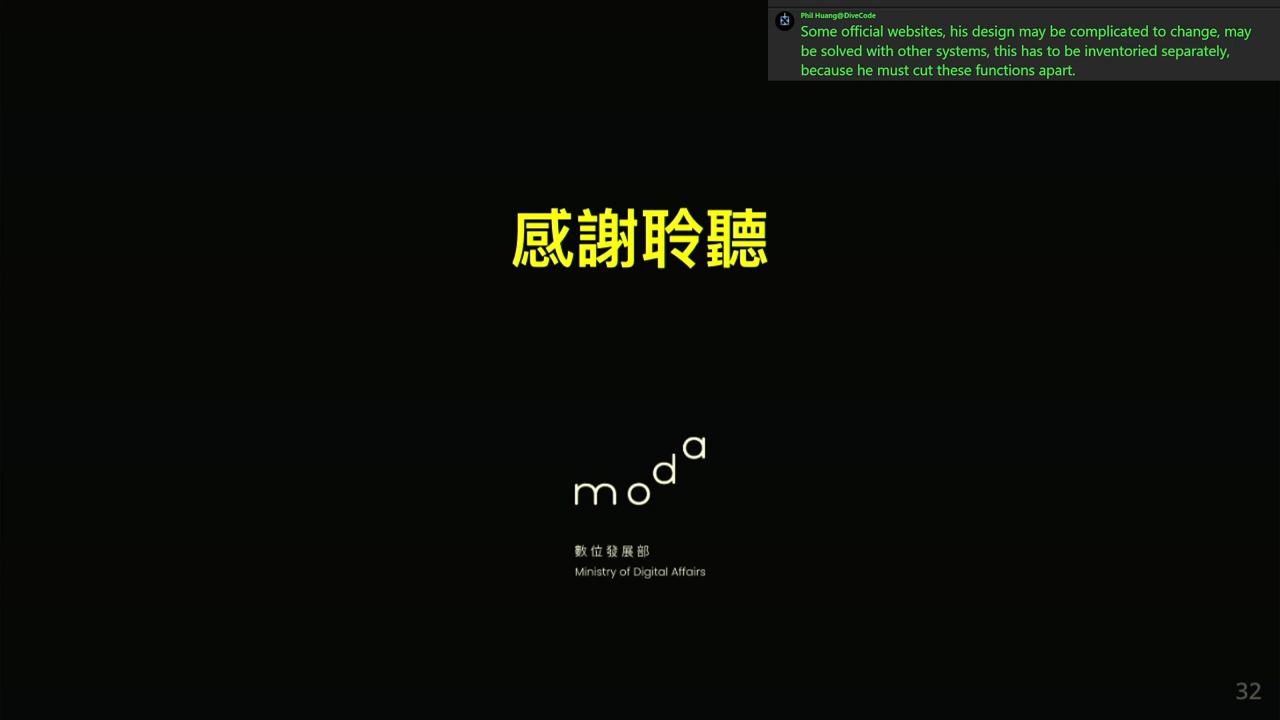 Phil Huang@DiveCode
Some official websites, his design may be complicated to change, may
be solved with other systems, this has to be inventoried separately,
because he must cut these functions apart.
感謝聆聽
moda
數位發展部
Ministry of Digital Affairs
32